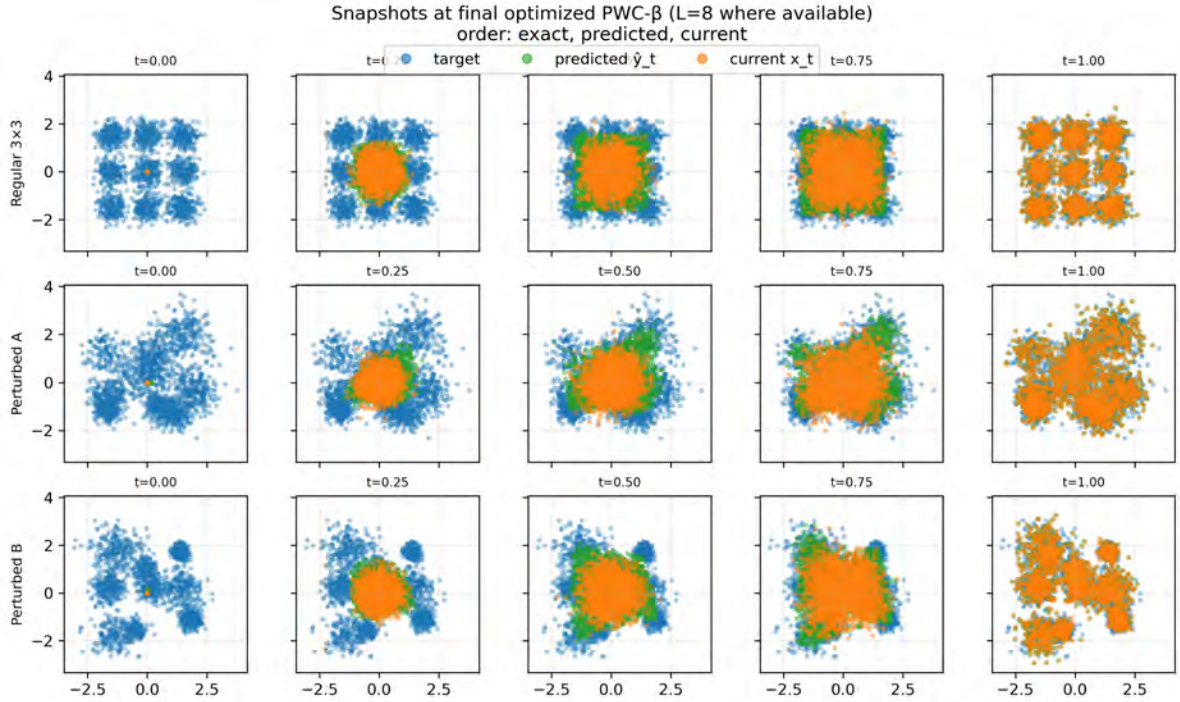 Snapshots at final optimized PWC-β (L=8 where available)
order: exact, predicted, current
target predicted ŷ_t current x_t
t=0.00 t=0.75 t=1.00
Regular 3×3
4
2
0
−2
t=0.00 t=0.25 t=0.50 t=0.75 t=1.00
Perturbed A
4
2
0
−2
t=0.00 t=0.25 t=0.50 t=0.75 t=1.00
Perturbed B
4
2
0
−2
−2.5 0.0 2.5 −2.5 0.0 2.5 −2.5 0.0 2.5 −2.5 0.0 2.5 −2.5 0.0 2.5